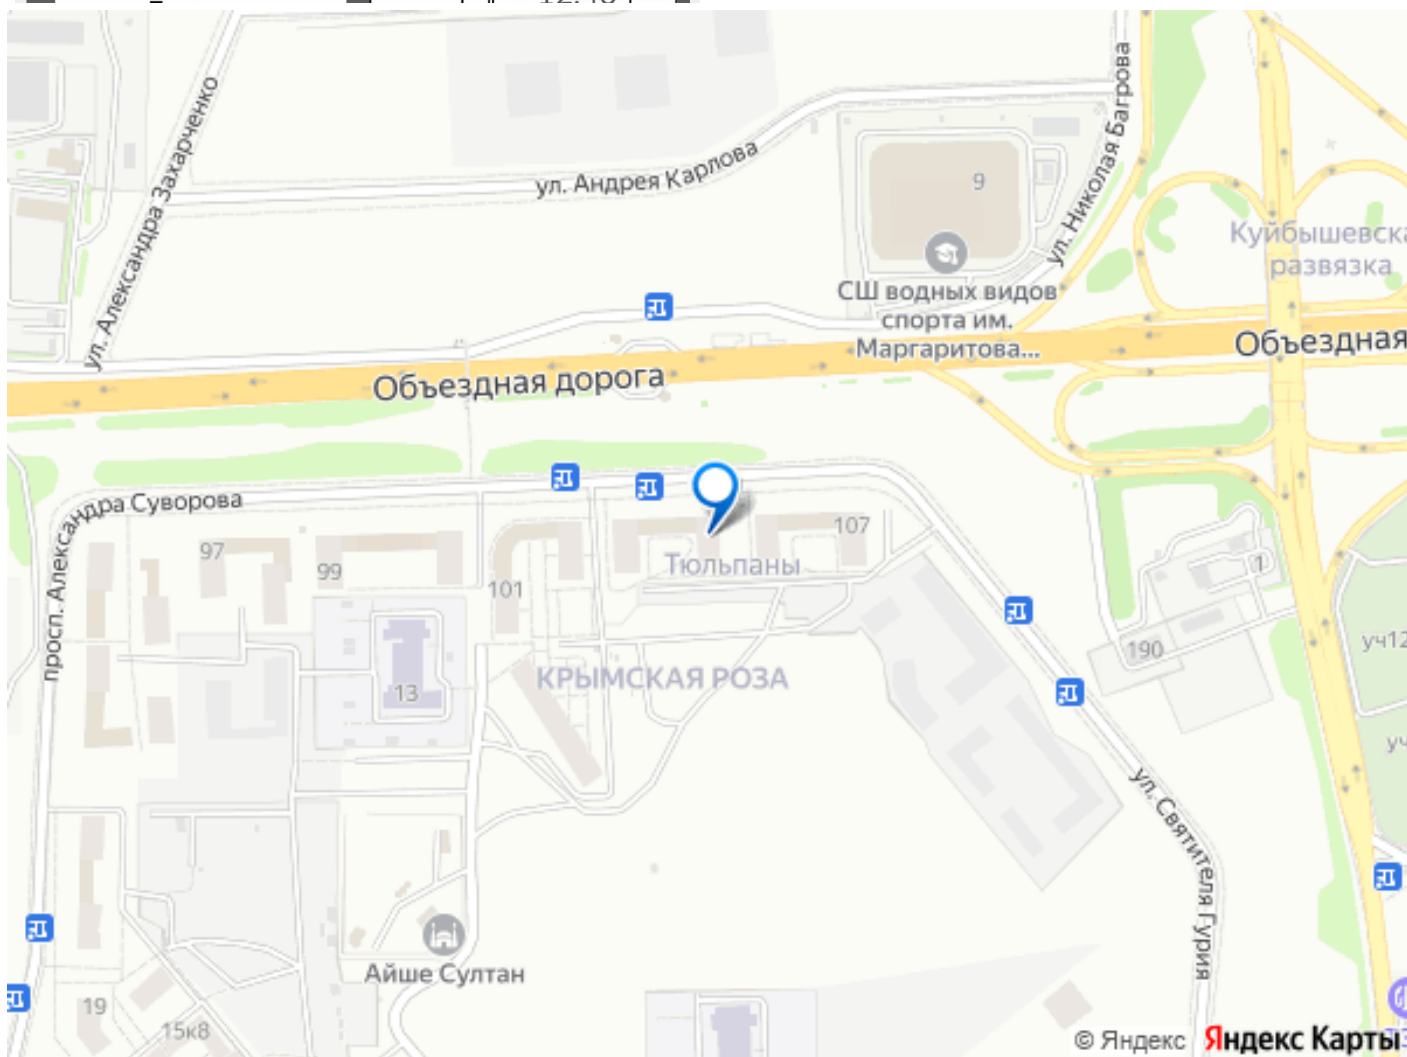 ул. Александра Захарченко
ул. Андрея Карлова
ул. Николая Багрова
9
СШ водных видов
спорта им.
Маргаритова...
Куйбышевска
развязка
Объездная дорога
Объездная
просп. Александра Суворова
97
99
101
107
Тюльпаны
КРЫМСКАЯ РОЗА
13
1
190
уч12
уч
ул. Святителя Гурия
Айше Султан
19
15к8
© Яндекс Яндекс Карты